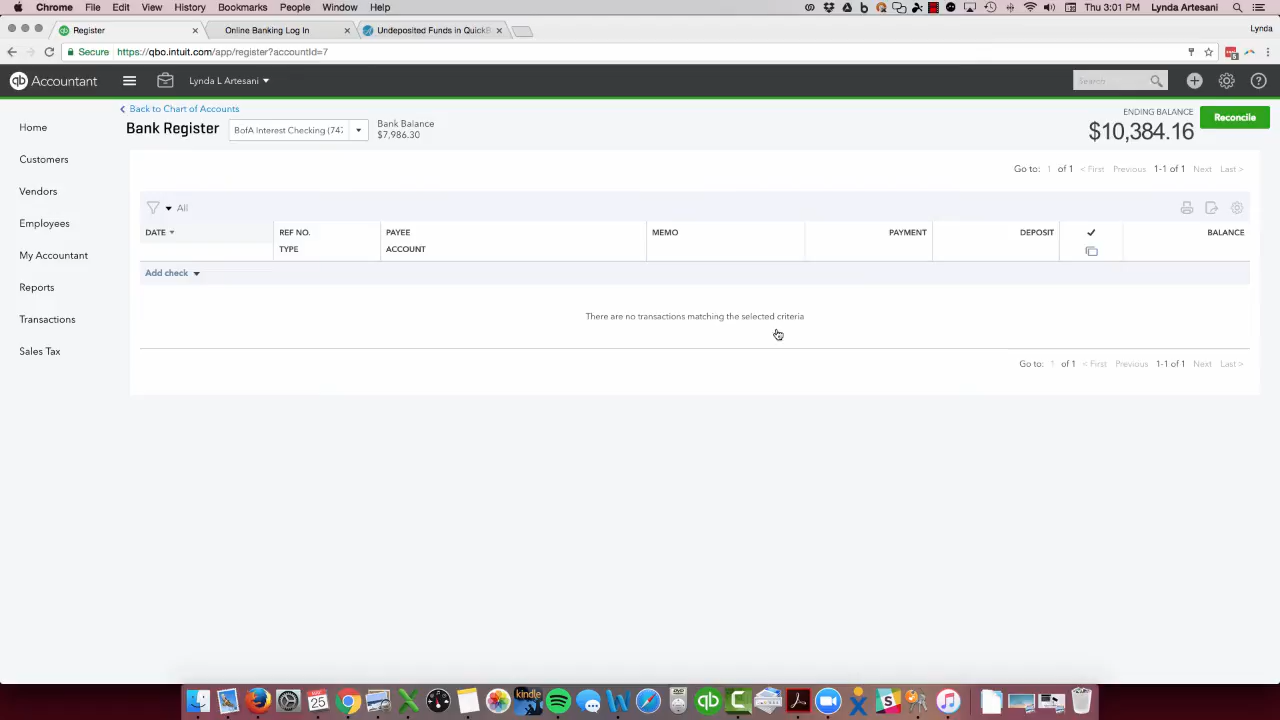 Chrome File Edit View History Bookmarks People Window Help
Thu 3:01 PM Lynda Artesani
Register
Online Banking Log In
Undeposited Funds in QuickB
Lynda
Secure https://qbo.intuit.com/app/register?accountId=7
qb Accountant
Lynda L Artesani
Search
Back to Chart of Accounts
Bank Register
BofA Interest Checking (747
Bank Balance
$7,986.30
ENDING BALANCE
$10,384.16
Reconcile
Home
Customers
Vendors
Employees
My Accountant
Reports
Transactions
Sales Tax
Go to: 1 of 1 < First Previous 1-1 of 1 Next Last >
All
DATE
REF NO.
TYPE
PAYEE
ACCOUNT
MEMO
PAYMENT
DEPOSIT
BALANCE
Add check
There are no transactions matching the selected criteria
Go to: 1 of 1 < First Previous 1-1 of 1 Next Last >
kindle
qb